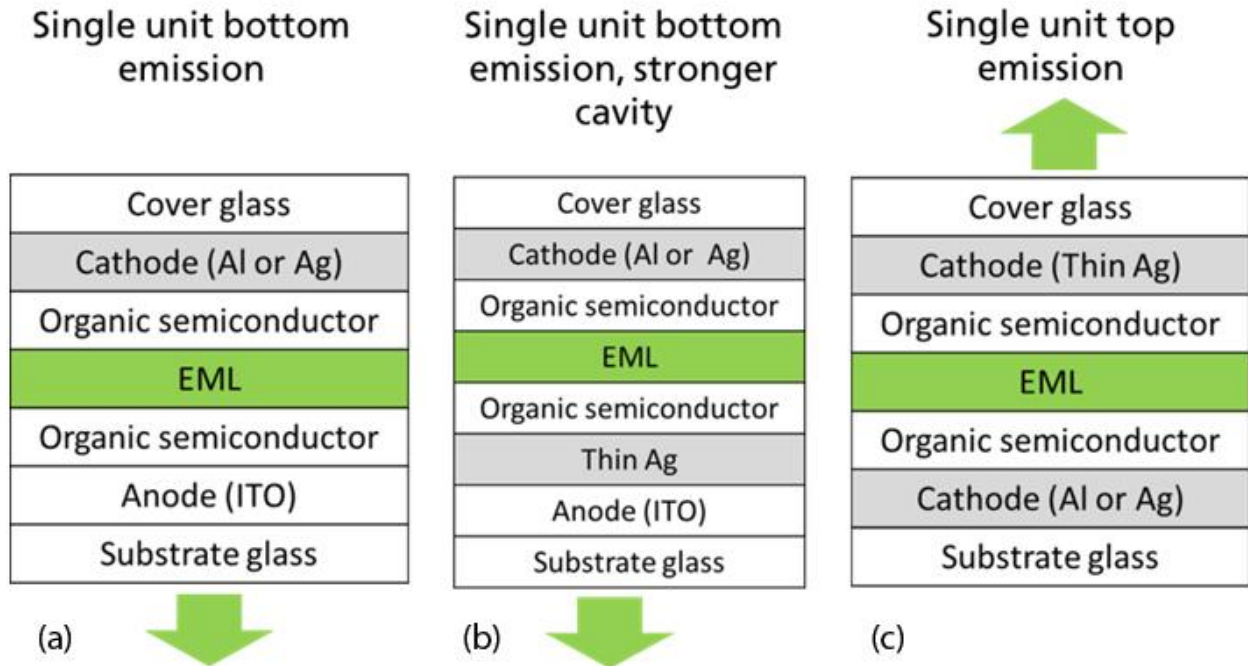 Single unit bottom
emission
Cover glass
Cathode (Al or Ag)
Organic semiconductor
EML
Organic semiconductor
Anode (ITO)
Substrate glass
(a)
Single unit bottom
emission, stronger
cavity
Cover glass
Cathode (Al or Ag)
Organic semiconductor
EML
Organic semiconductor
Thin Ag
Anode (ITO)
Substrate glass
(b)
Single unit top
emission
Cover glass
Cathode (Thin Ag)
Organic semiconductor
EML
Organic semiconductor
Cathode (Al or Ag)
Substrate glass
(c)